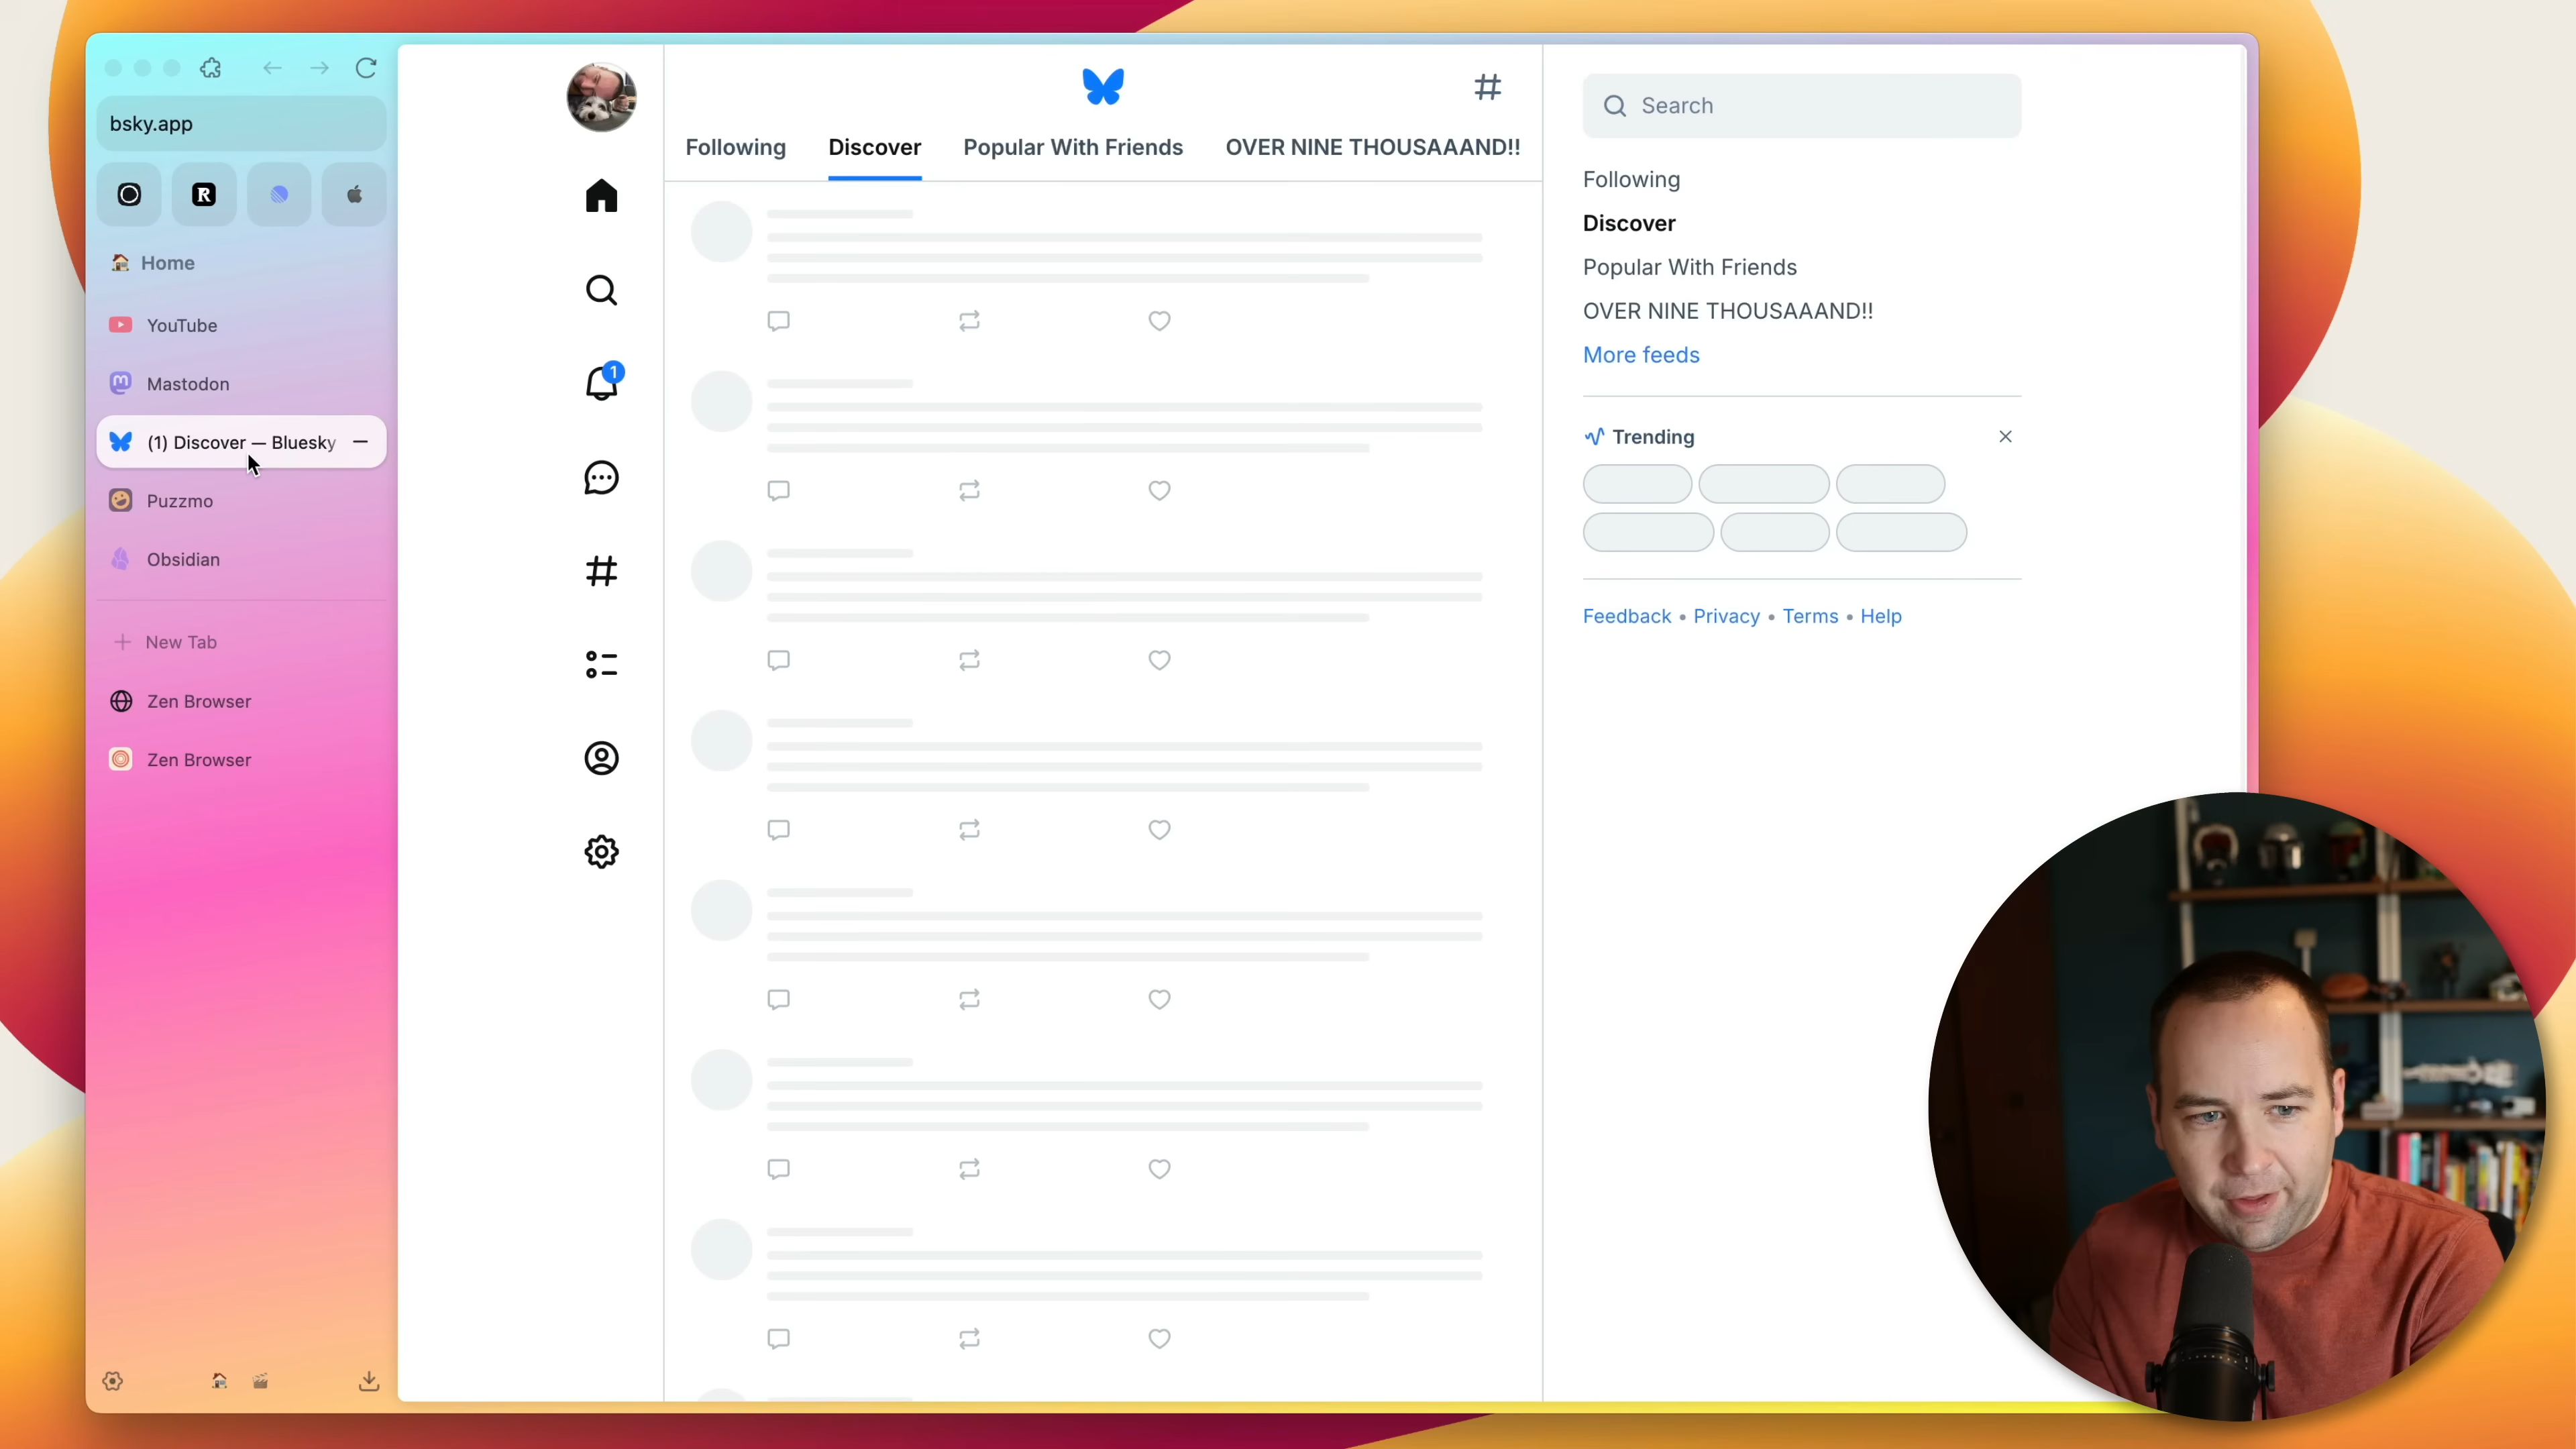 bsky.app
Home
YouTube
Mastodon
(1) Discover — Bluesky
Puzzmo
Obsidian
New Tab
Zen Browser
Zen Browser
1
Following
Discover
Popular With Friends
OVER NINE THOUSAAAND!!
Search
Following
Discover
Popular With Friends
OVER NINE THOUSAAAND!!
More feeds
Trending
Feedback • Privacy • Terms • Help